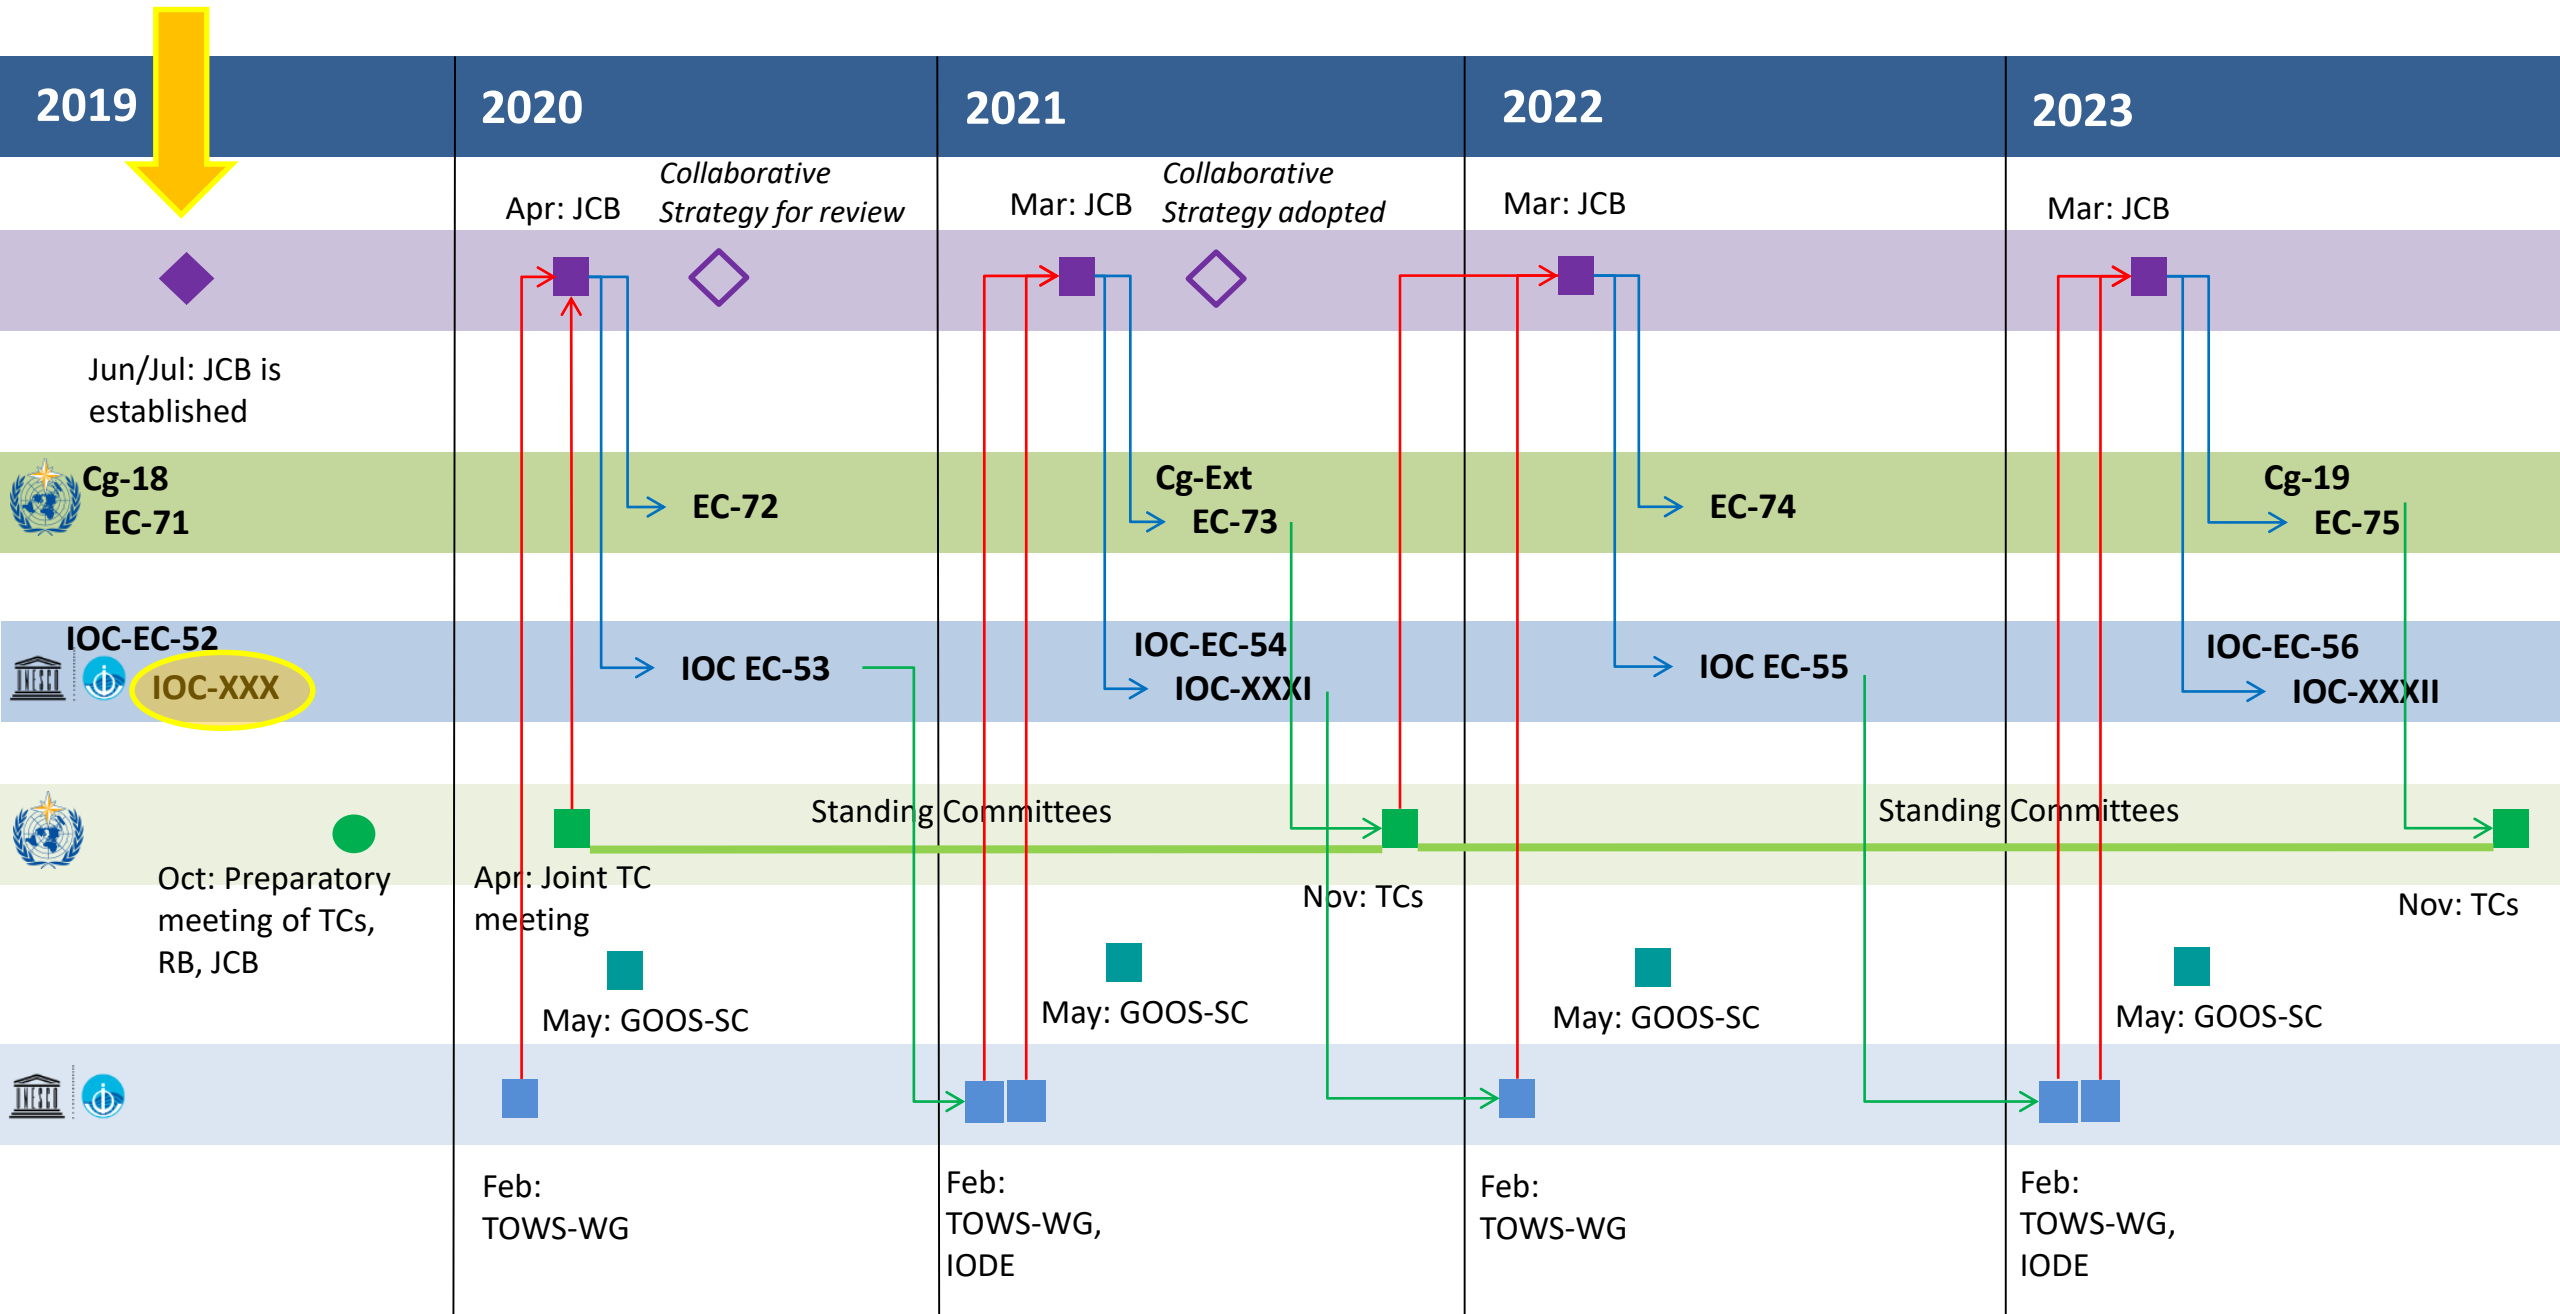 2019
2020
2021
2022
2023
Apr: JCB
Collaborative
Strategy for review
Mar: JCB
Collaborative
Strategy adopted
Mar: JCB
Mar: JCB
Jun/Jul: JCB is
established
Cg-18
EC-71
EC-72
Cg-Ext
EC-73
EC-74
Cg-19
EC-75
IOC-EC-52
IOC-XXX
UNESCO
IOC EC-53
IOC-EC-54
IOC-XXXI
IOC EC-55
IOC-EC-56
IOC-XXXII
Standing Committees
Standing Committees
Oct: Preparatory
meeting of TCs,
RB, JCB
Apr: Joint TC
meeting
Nov: TCs
Nov: TCs
May: GOOS-SC
May: GOOS-SC
May: GOOS-SC
May: GOOS-SC
UNESCO
Feb:
TOWS-WG
Feb:
TOWS-WG,
IODE
Feb:
TOWS-WG
Feb:
TOWS-WG,
IODE